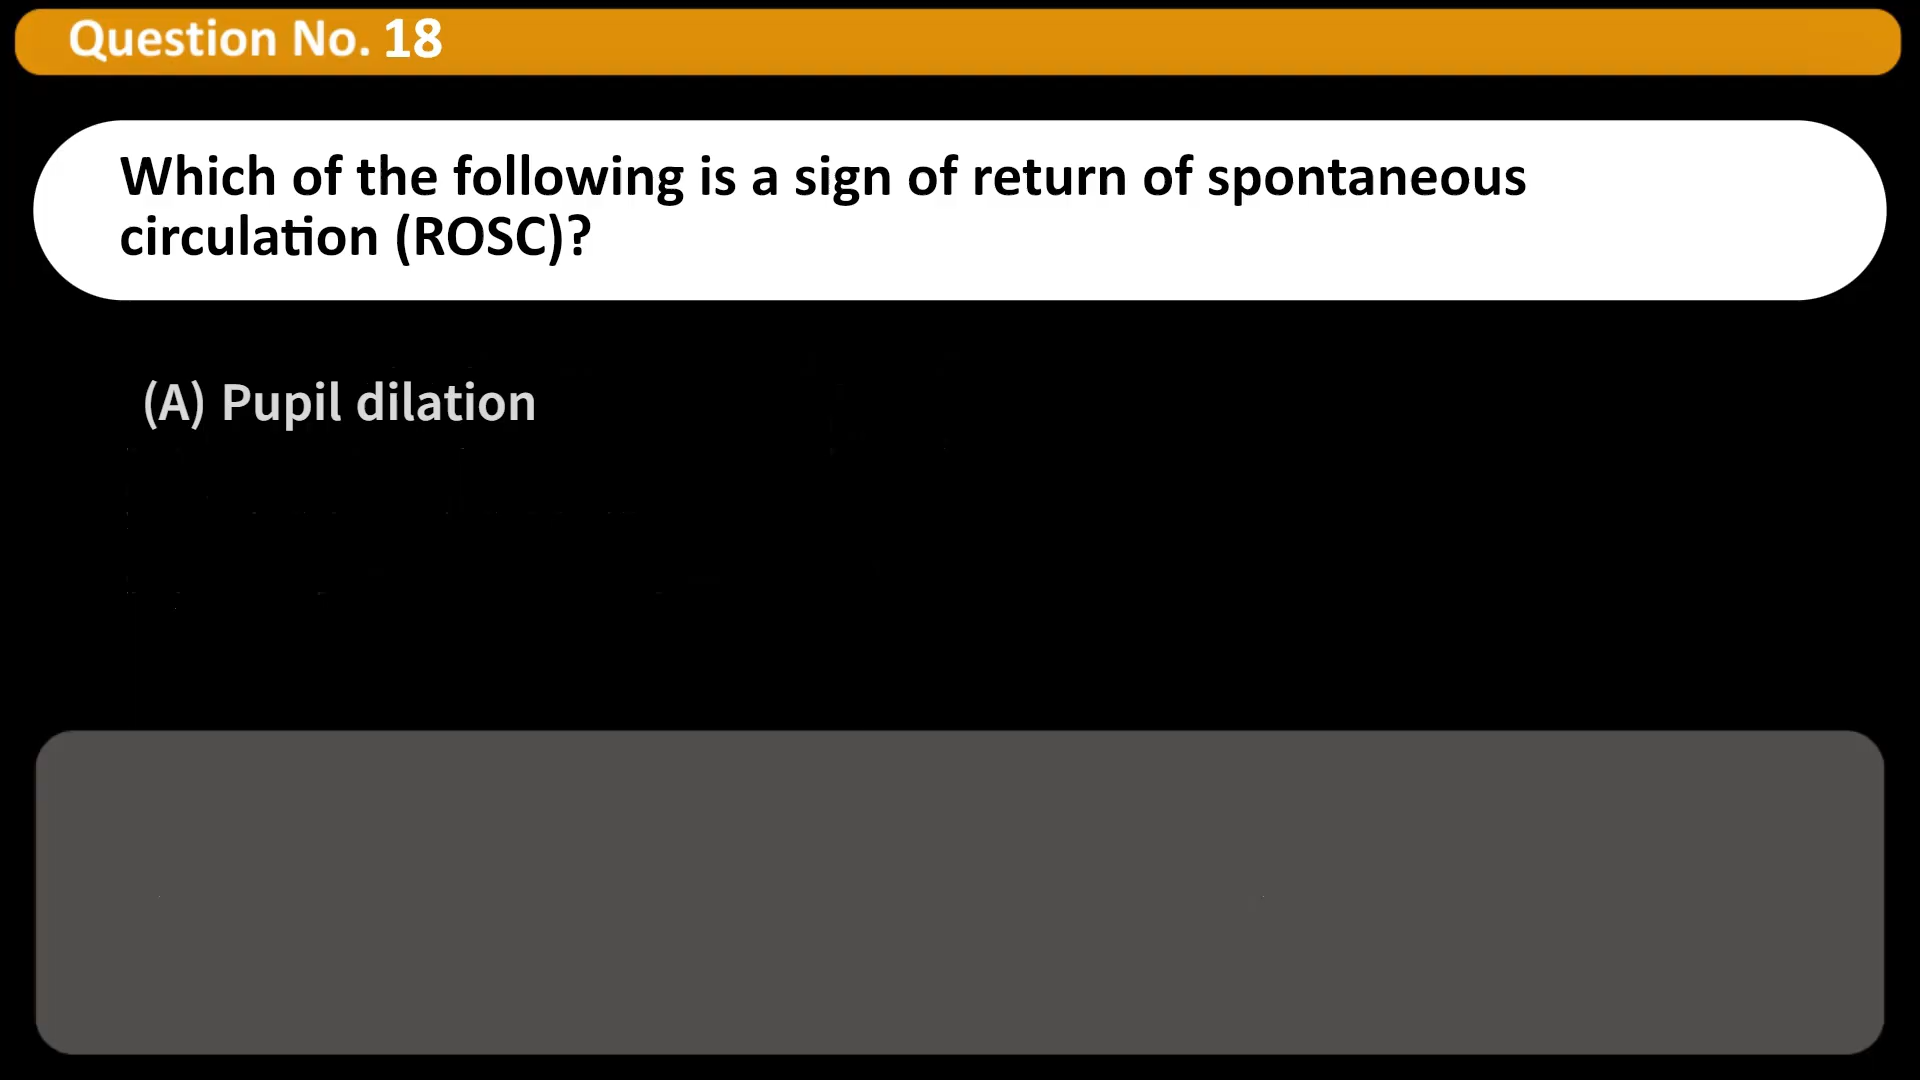 Question No. 18
Which of the following is a sign of return of spontaneous
circulation (ROSC)?
(A) Pupil dilation